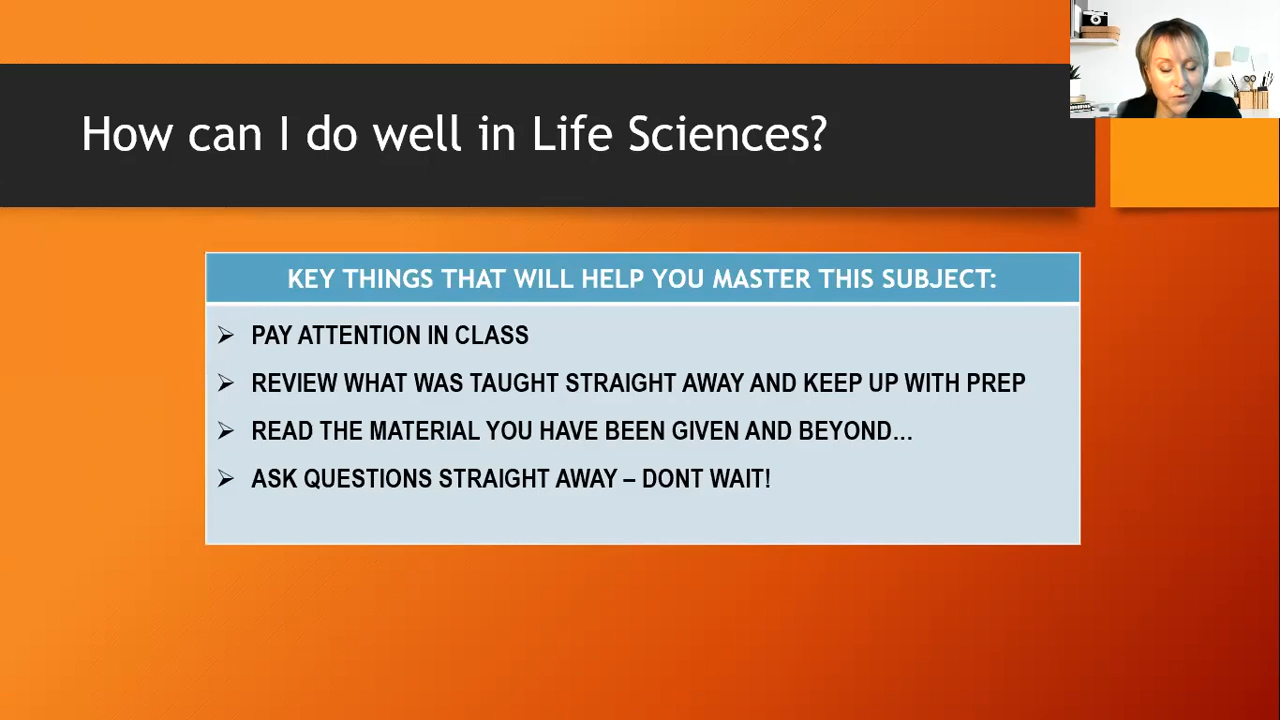 How can I do well in Life Sciences?
KEY THINGS THAT WILL HELP YOU MASTER THIS SUBJECT:
➢ PAY ATTENTION IN CLASS
➢ REVIEW WHAT WAS TAUGHT STRAIGHT AWAY AND KEEP UP WITH PREP
➢ READ THE MATERIAL YOU HAVE BEEN GIVEN AND BEYOND…
➢ ASK QUESTIONS STRAIGHT AWAY – DONT WAIT!